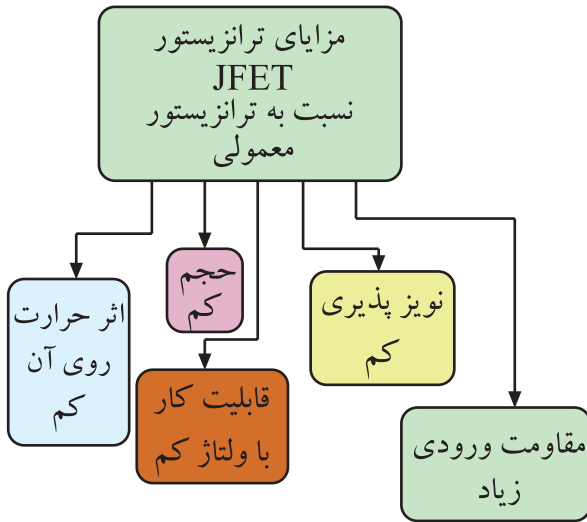 مزایای ترانزیستور
JFET
نسبت به ترانزیستور
معمولی
مقاومت ورودی
زیاد
نویز پذیری
کم
قابلیت کار
با ولتاژ کم
حجم
کم
اثر حرارت
روی آن
کم